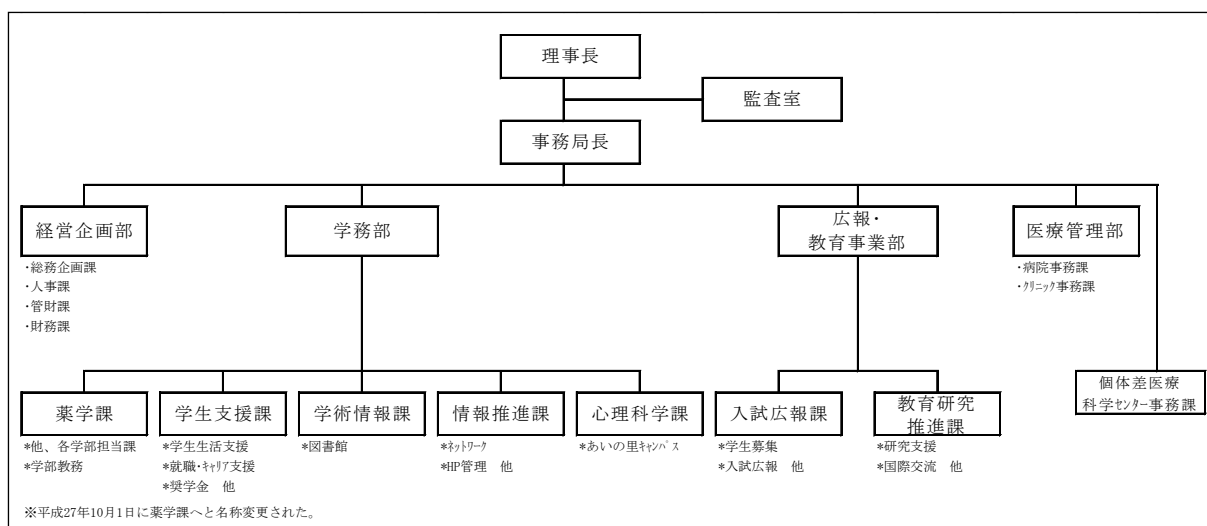 理事長
監査室
事務局長
経営企画部
・総務企画課
・人事課
・管財課
・財務課
学務部
広報・
教育事業部
医療管理部
・病院事務課
・クリニック事務課
薬学課
*他、各学部担当課
*学部教務
学生支援課
*学生生活支援
*就職・キャリア支援
*奨学金 他
学術情報課
*図書館
情報推進課
*ネットワーク
*HP管理 他
心理科学課
*あいの里キャンパス
入試広報課
*学生募集
*入試広報 他
教育研究
推進課
*研究支援
*国際交流 他
個体差医療
科学センター事務課
※平成27年10月1日に薬学課へと名称変更された。